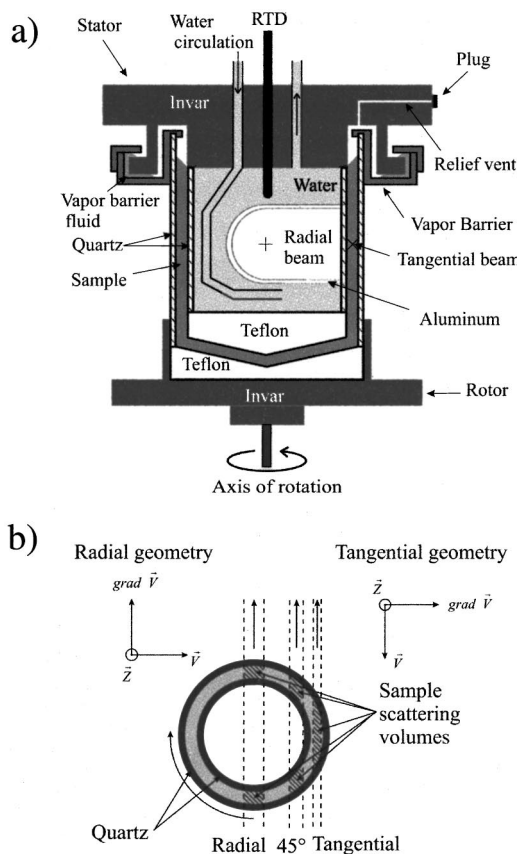 a)
Stator
Water
circulation
RTD
Plug
Invar
Relief vent
Water
Vapor barrier
fluid
Vapor Barrier
Quartz
Radial
beam
Tangential beam
Sample
Aluminum
Teflon
Teflon
Invar
Rotor
Axis of rotation
b)
Radial geometry
Tangential geometry
grad V⃗
Z⃗
V⃗
Z⃗
grad V⃗
V⃗
Sample
scattering
volumes
Quartz
Radial 45° Tangential